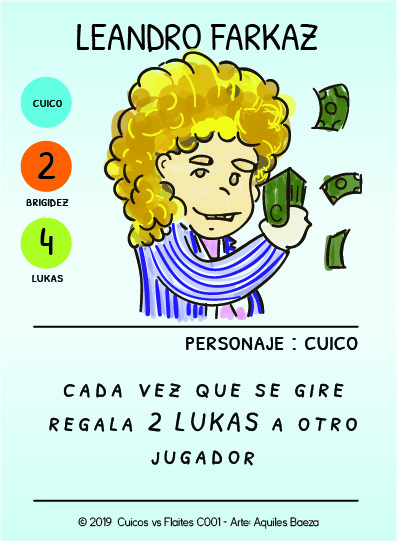 LEANDRO FARKAZ
CUICO
2
BRIGIDEZ
4
LUKAS
PERSONAJE : CUICO
CADA VEZ QUE SE GIRE
REGALA 2 LUKAS A OTRO
JUGADOR
© 2019 Cuicos vs Flaites C001 - Arte: Aquiles Baeza